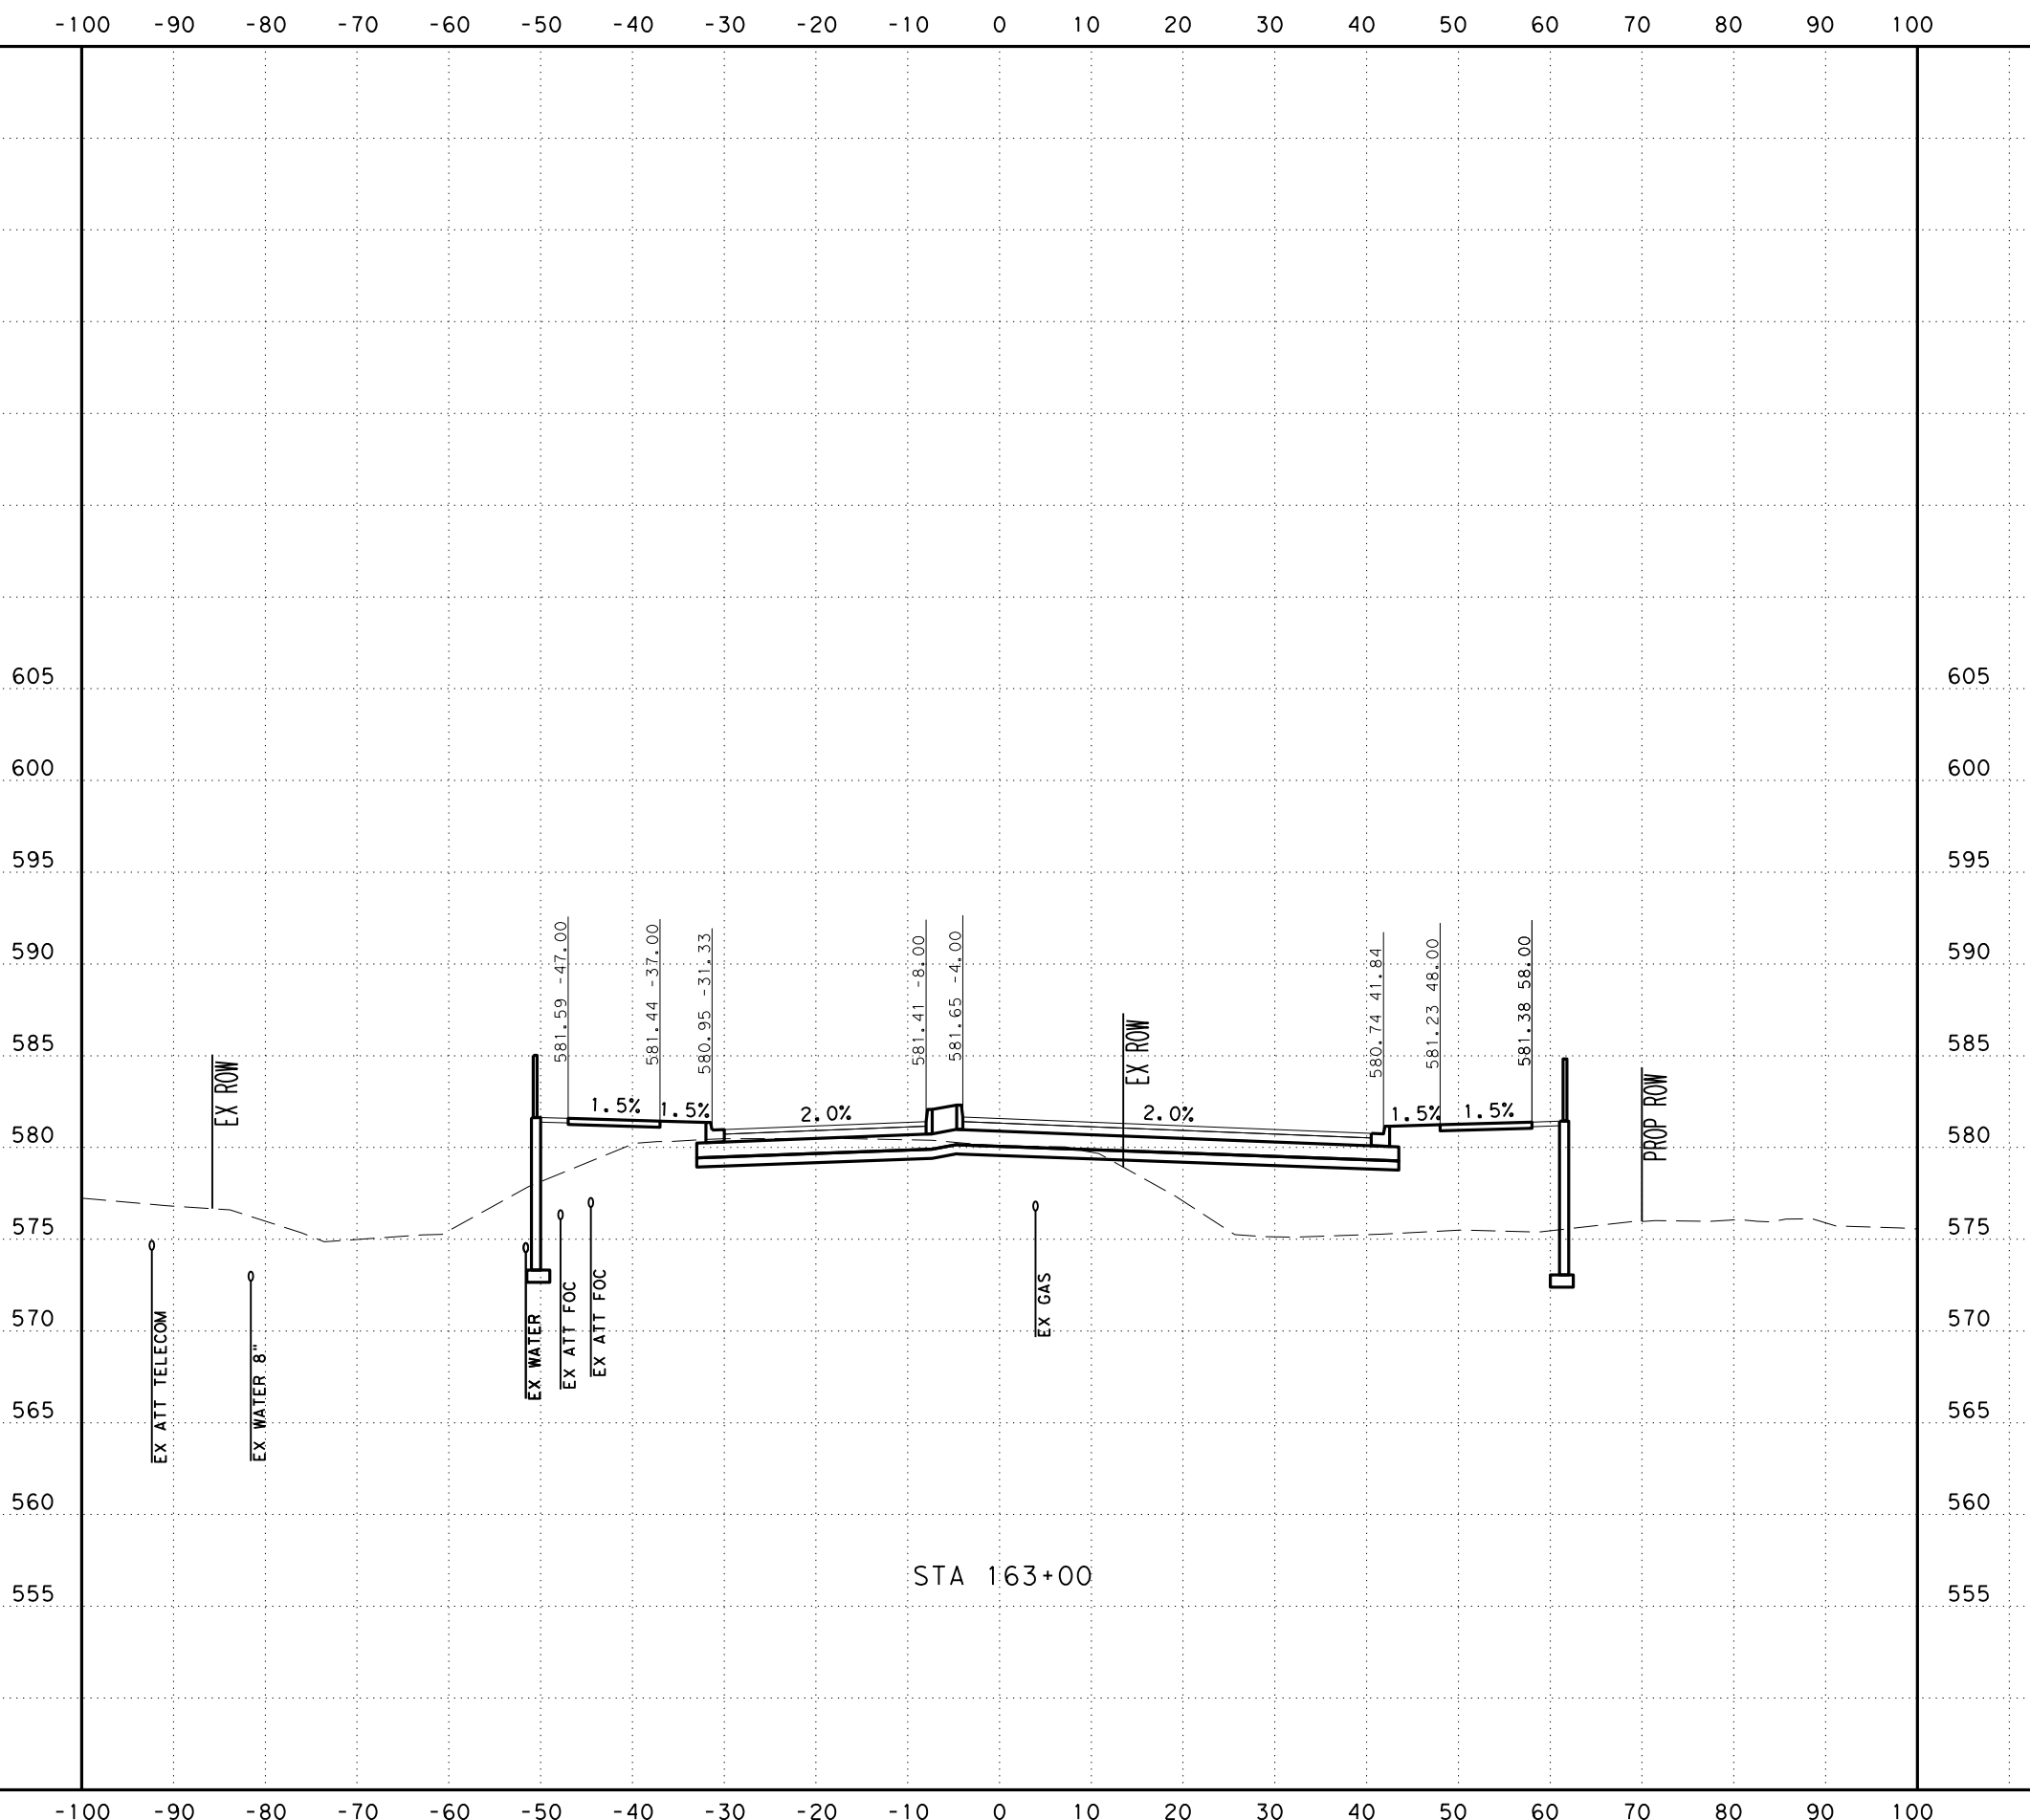 -100 -90 -80 -70 -60 -50 -40 -30 -20 -10 0 10 20 30 40 50 60 70 80 90 100
605 605
600 600
595 595
590 590
585 585
580 580
575 575
570 570
565 565
560 560
555 555
581.59 -47.00
581.44 -37.00
580.95 -31.33
581.41 -8.00
581.65 -4.00
580.74 41.84
581.23 48.00
581.38 58.00
EX ROW
EX ROW
PROP ROW
1.5% 1.5% 2.0% 2.0% 1.5% 1.5%
EX ATT TELECOM
EX WATER 8"
EX WATER
EX ATT FOC
EX ATT FOC
EX GAS
STA 163+00
-100 -90 -80 -70 -60 -50 -40 -30 -20 -10 0 10 20 30 40 50 60 70 80 90 100